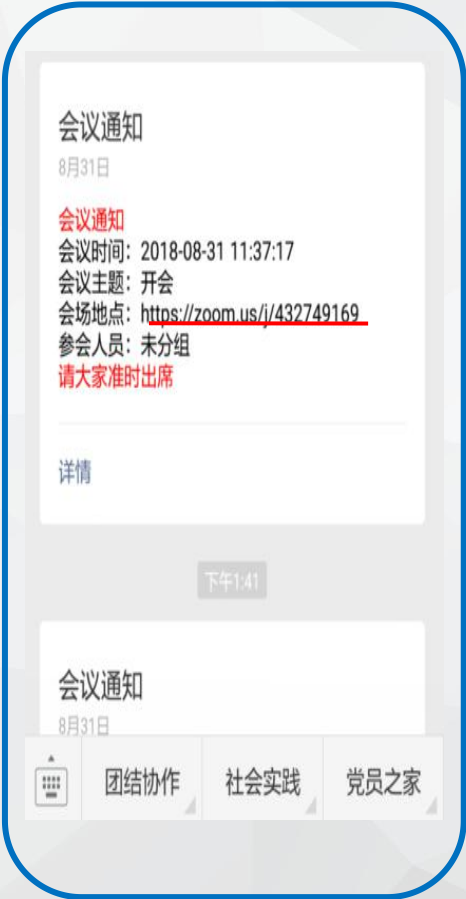 会议通知
8月31日
会议通知
会议时间：2018-08-31 11:37:17
会议主题：开会
会场地点：https://zoom.us/j/432749169
参会人员：未分组
请大家准时出席
详情
下午1:41
会议通知
8月31日
团结协作 社会实践 党员之家